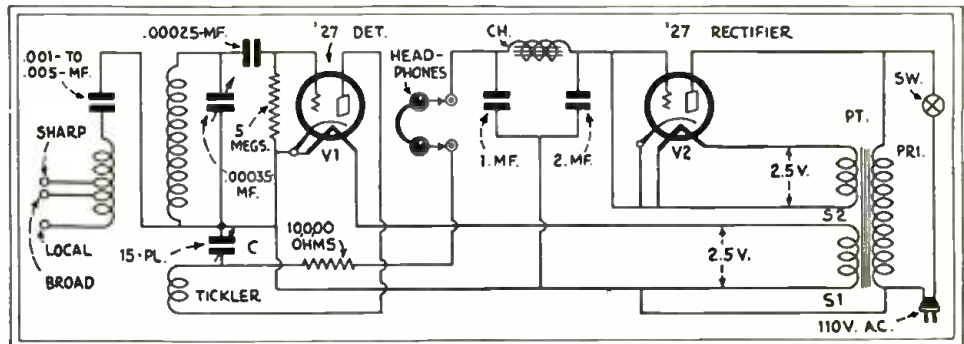 .00025-MF.
'27 DET.
CH.
'27 RECTIFIER
.001- TO
.005-MF.
HEAD-
PHONES
SW.
SHARP
5
MEGS.
V1
1. MF.
2. MF.
V2
PT.
PRI.
.00035
MF.
2.5 V.
LOCAL
BROAD
15-PL.
C
10,000
OHMS
S2
2.5 V.
TICKLER
S1
110V. A.C.